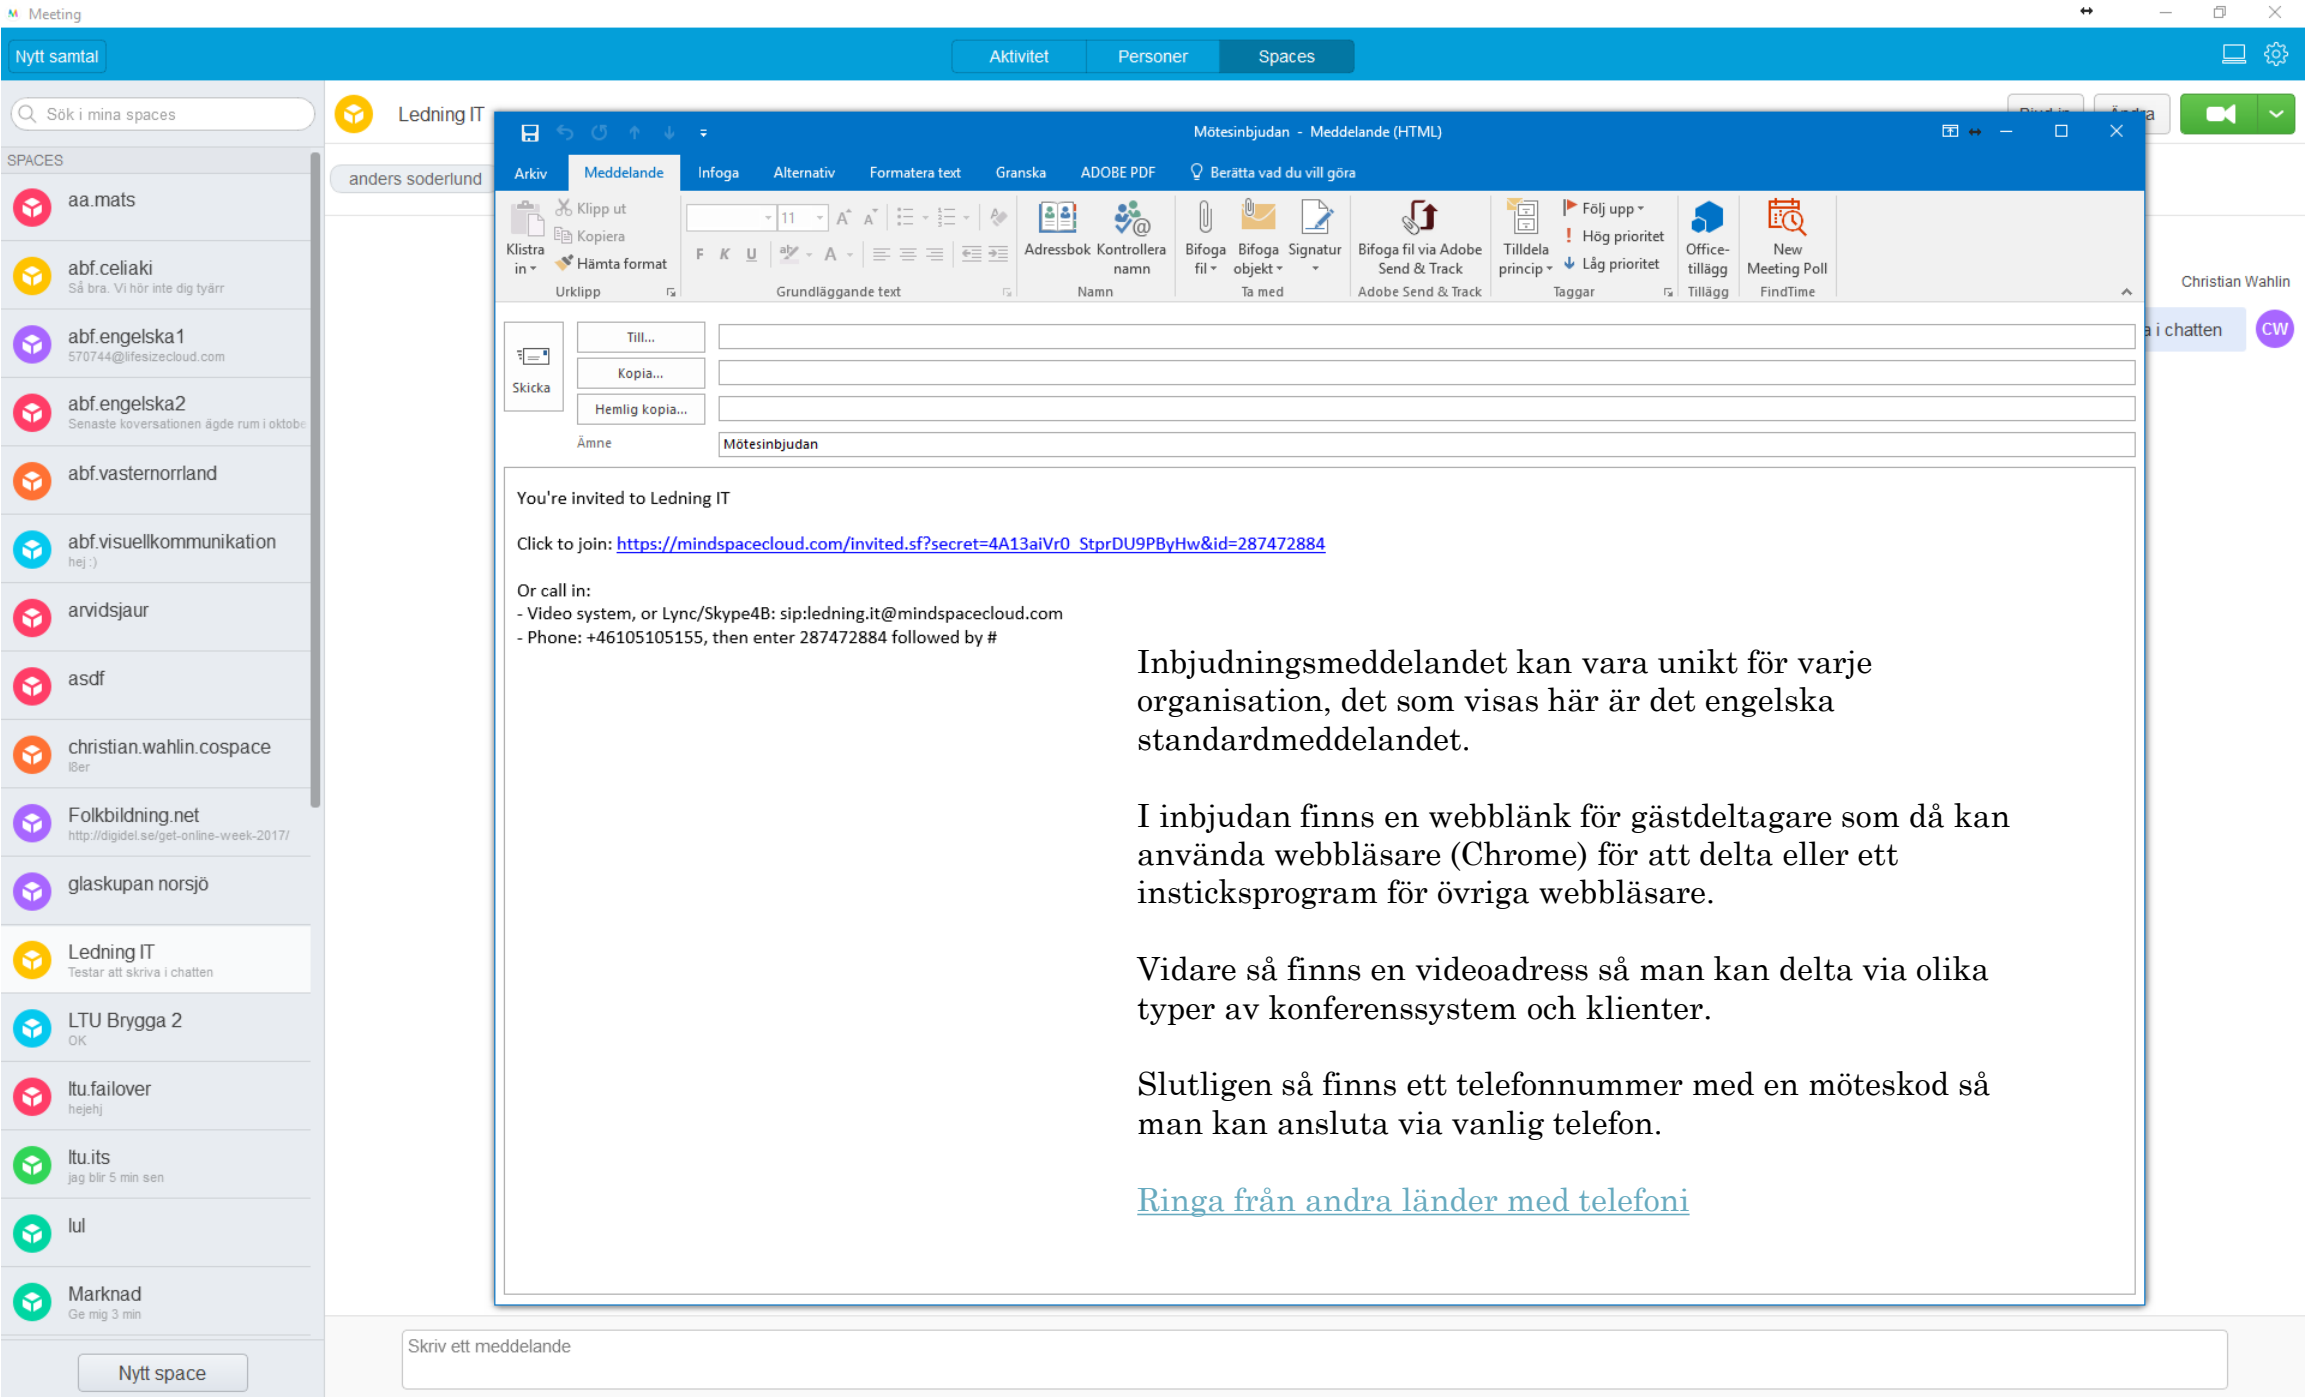 Meeting
Nytt samtal
Aktivitet
Personer
Spaces
Sök i mina spaces
SPACES
aa.mats
abf.celiaki
Så bra. Vi hör inte dig tyärr
abf.engelska1
570744@lifesizecloud.com
abf.engelska2
Senaste koversationen ägde rum i oktobe
abf.vasternorrland
abf.visuellkommunikation
hej :)
arvidsjaur
asdf
christian.wahlin.cospace
l8er
Folkbildning.net
http://digidel.se/get-online-week-2017/
glaskupan norsjö
Ledning IT
Testar att skriva i chatten
LTU Brygga 2
OK
ltu.failover
hejehj
ltu.its
jag blir 5 min sen
lul
Marknad
Ge mig 3 min
Nytt space
Ledning IT
anders soderlund
Christian Wahlin
a i chatten
CW
Skriv ett meddelande
Mötesinbjudan - Meddelande (HTML)
Arkiv
Meddelande
Infoga
Alternativ
Formatera text
Granska
ADOBE PDF
Berätta vad du vill göra
Klistra in
Klipp ut
Kopiera
Hämta format
Urklipp
11
F K U
Grundläggande text
Adressbok
Kontrollera namn
Namn
Bifoga fil
Bifoga objekt
Signatur
Ta med
Bifoga fil via Adobe Send & Track
Adobe Send & Track
Tilldela princip
Följ upp
Hög prioritet
Låg prioritet
Taggar
Office-tillägg
Tillägg
New Meeting Poll
FindTime
Skicka
Till...
Kopia...
Hemlig kopia...
Ämne
Mötesinbjudan
You're invited to Ledning IT
Click to join: https://mindspacecloud.com/invited.sf?secret=4A13aiVr0_StprDU9PByHw&id=287472884
Or call in:
- Video system, or Lync/Skype4B: sip:ledning.it@mindspacecloud.com
- Phone: +46105105155, then enter 287472884 followed by #
Inbjudningsmeddelandet kan vara unikt för varje
organisation, det som visas här är det engelska
standardmeddelandet.
I inbjudan finns en webblänk för gästdeltagare som då kan
använda webbläsare (Chrome) för att delta eller ett
insticksprogram för övriga webbläsare.
Vidare så finns en videoadress så man kan delta via olika
typer av konferenssystem och klienter.
Slutligen så finns ett telefonnummer med en möteskod så
man kan ansluta via vanlig telefon.
Ringa från andra länder med telefoni